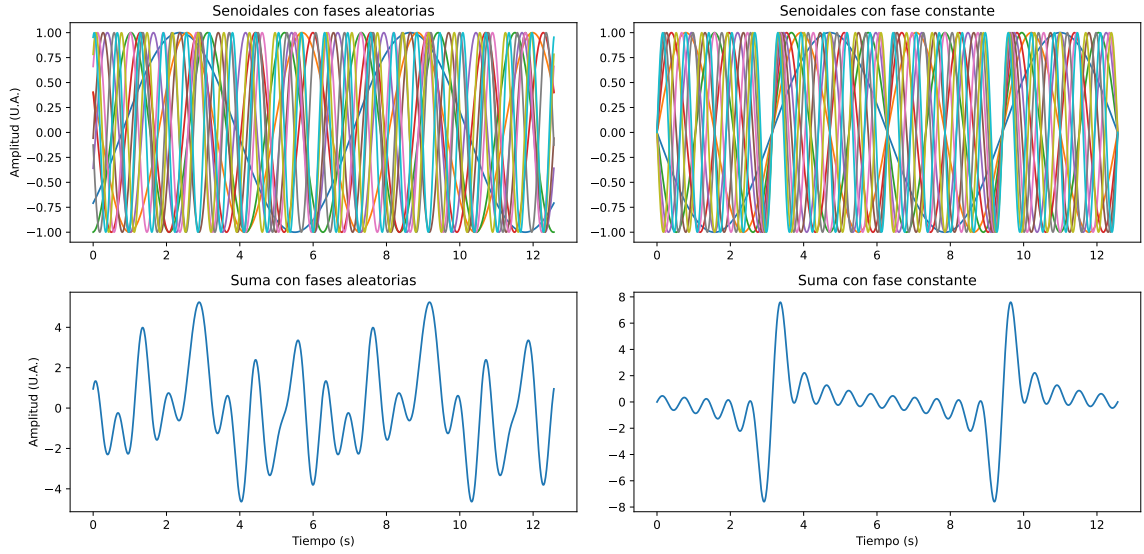 Senoidales con fases aleatorias
Amplitud (U.A.)
1.00
0.75
0.50
0.25
0.00
−0.25
−0.50
−0.75
−1.00
0 2 4 6 8 10 12
Senoidales con fase constante
1.00
0.75
0.50
0.25
0.00
−0.25
−0.50
−0.75
−1.00
0 2 4 6 8 10 12
Suma con fases aleatorias
Amplitud (U.A.)
4
2
0
−2
−4
0 2 4 6 8 10 12
Tiempo (s)
Suma con fase constante
8
6
4
2
0
−2
−4
−6
−8
0 2 4 6 8 10 12
Tiempo (s)